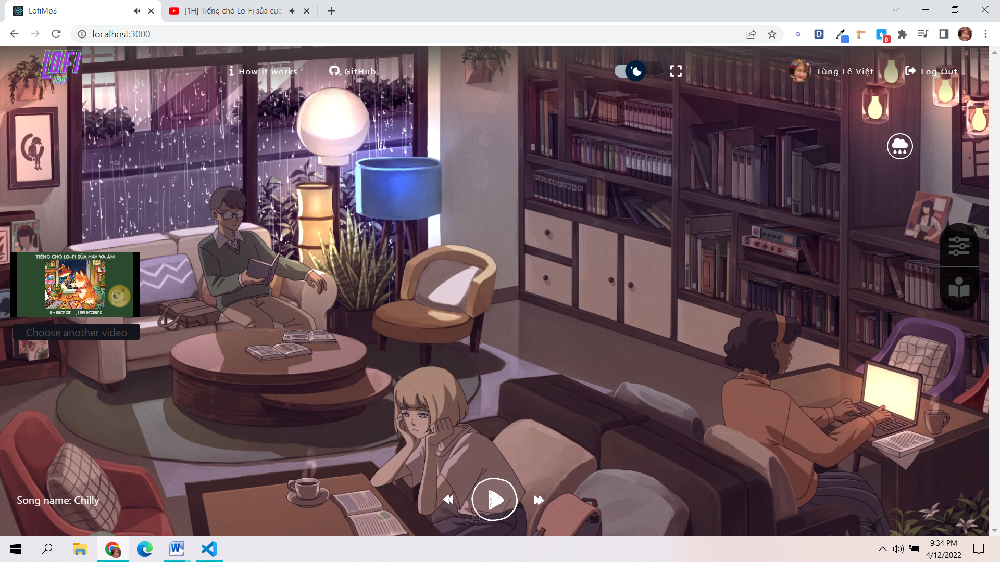 LofiMp3
[1H] Tiếng chó Lo-Fi sủa cực
localhost:3000
B
D
0
LOFI
MP3
How it works
GitHub
Tùng Lê Việt
Log Out
FACE
TIẾNG CHÓ LO-FI SỦA HAY VÀ ẤM
1H - DOGE CHILL, LOFI RECORDS
Choose another video
Song name: Chilly
9:34 PM
4/12/2022